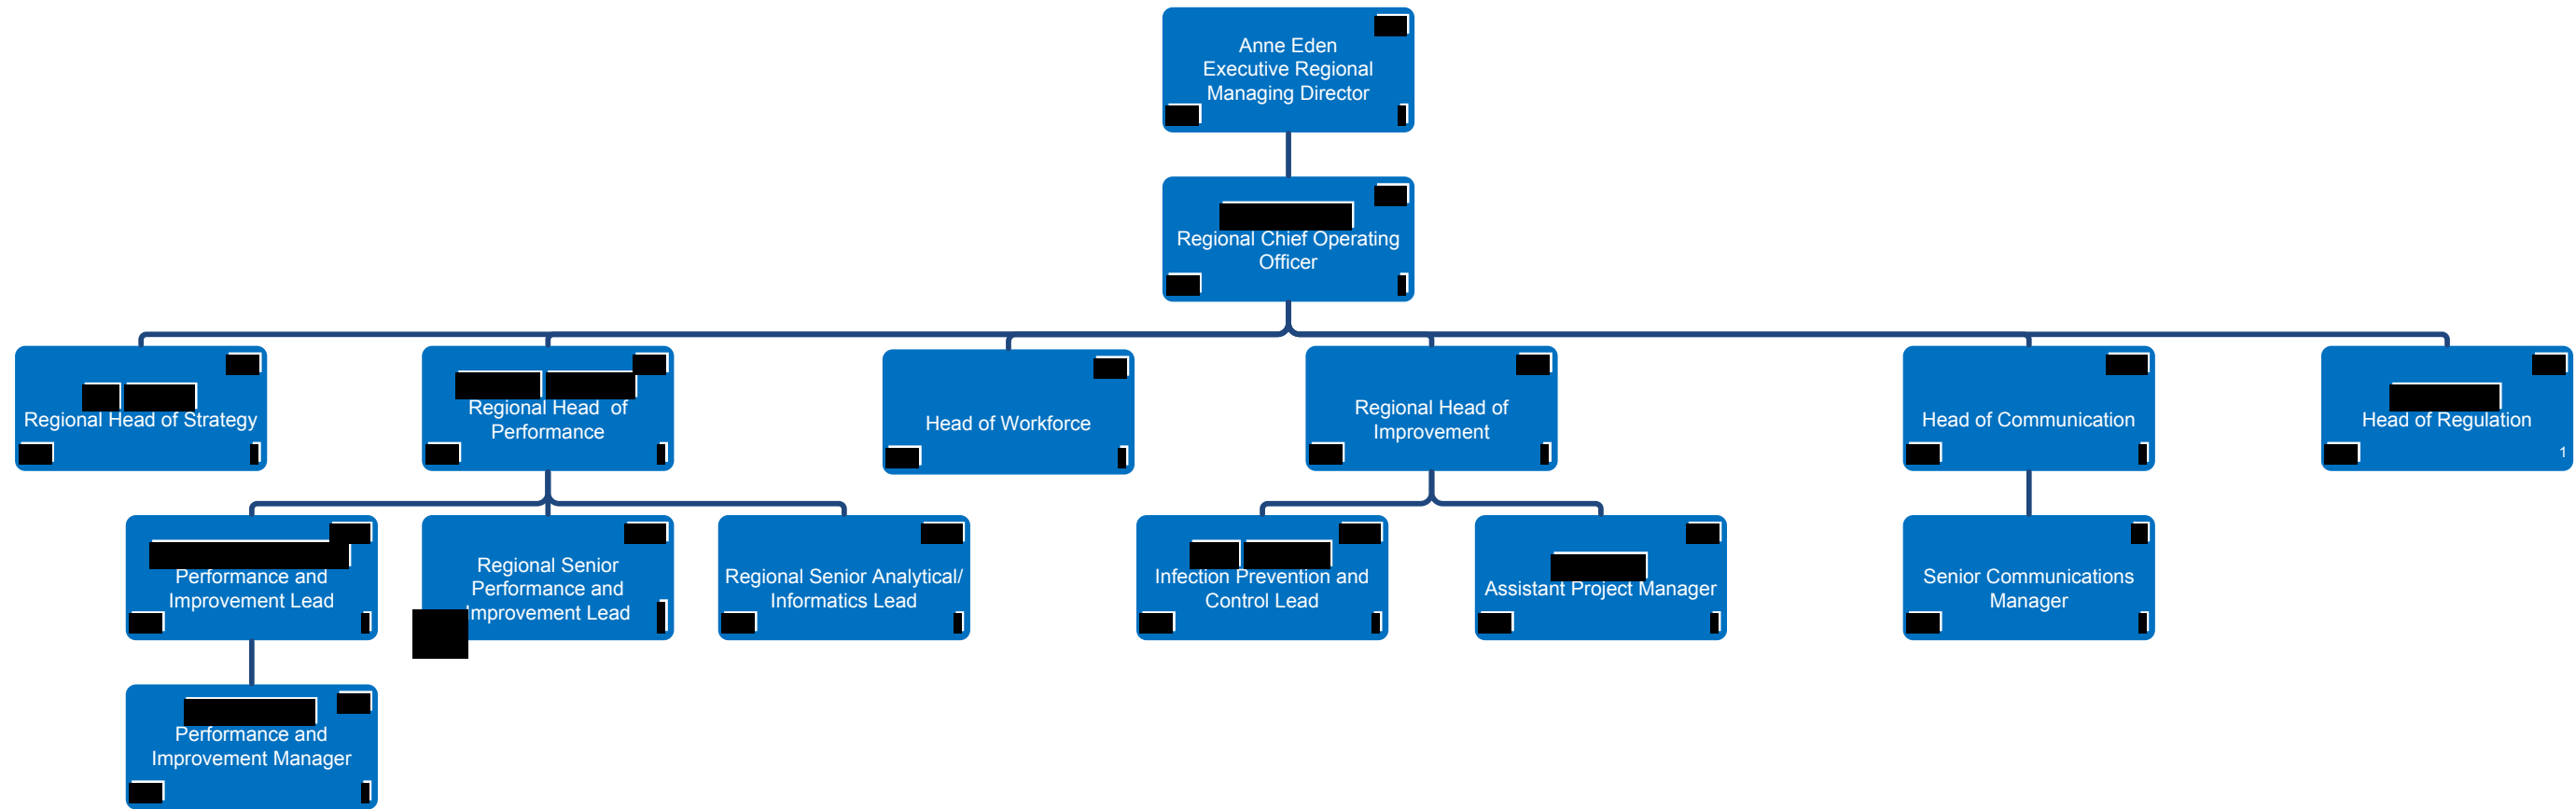 Anne Eden
Executive Regional
Managing Director
Regional Chief Operating
Officer
Regional Head of Strategy
Regional Head of
Performance
Head of Workforce
Regional Head of
Improvement
Head of Communication
Head of Regulation
1
Performance and
Improvement Lead
Regional Senior
Performance and
Improvement Lead
Regional Senior Analytical/
Informatics Lead
Infection Prevention and
Control Lead
Assistant Project Manager
Senior Communications
Manager
Performance and
Improvement Manager